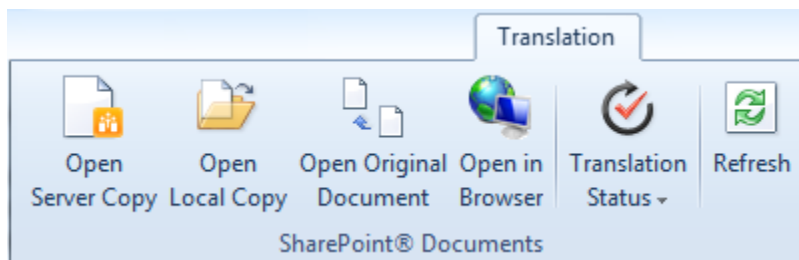 Translation
Open Open Open Original Open in Translation Refresh
Server Copy Local Copy Document Browser Status
SharePoint® Documents